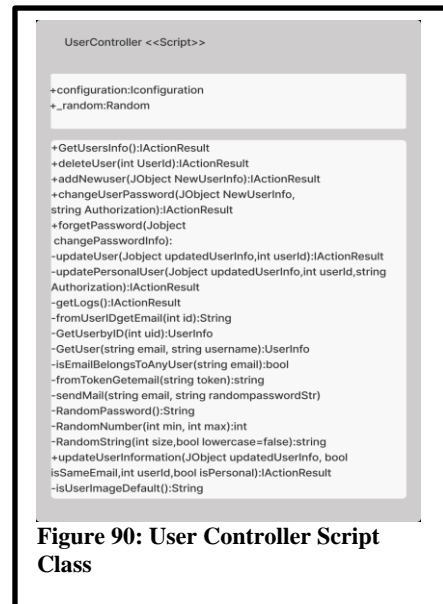 UserController <<Script>>
+configuration:Iconfiguration
+_random:Random
+GetUsersInfo():IActionResult
+deleteUser(int UserId):IActionResult
+addNewuser(JObject NewUserInfo):IActionResult
+changeUserPassword(JObject NewUserInfo,
string Authorization):IActionResult
+forgetPassword(Jobject
changePasswordInfo):
-updateUser(Jobject updatedUserInfo,int userId):IActionResult
-updatePersonalUser(Jobject updatedUserInfo,int userId,string
Authorization):IActionResult
-getLogs():IActionResult
-fromUserIDgetEmail(int id):String
-GetUserbyID(int uid):UserInfo
-GetUser(string email, string username):UserInfo
-isEmailBelongsToAnyUser(string email):bool
-fromTokenGetemail(string token):string
-sendMail(string email, string randompasswordStr)
-RandomPassword():String
-RandomNumber(int min, int max):int
-RandomString(int size,bool lowercase=false):string
+updateUserInformation(JObject updatedUserInfo, bool
isSameEmail,int userId,bool isPersonal):IActionResult
-isUserImageDefault():String
Figure 90: User Controller Script
Class